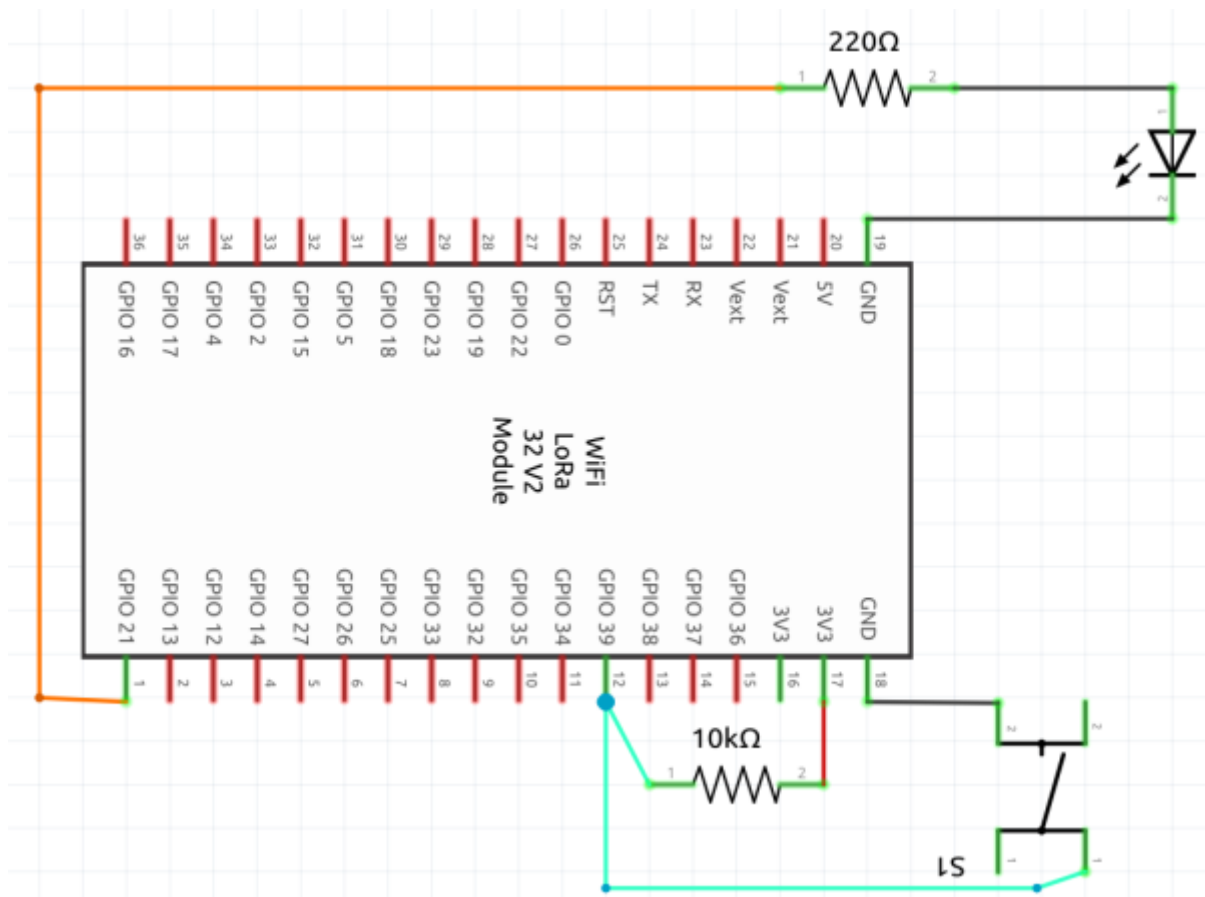 220Ω
1
2
1
2
36
35
34
33
32
31
30
29
28
27
26
25
24
23
22
21
20
19
GPIO 16
GPIO 17
GPIO 4
GPIO 2
GPIO 15
GPIO 5
GPIO 18
GPIO 23
GPIO 19
GPIO 22
GPIO 0
RST
TX
RX
Vext
Vext
5V
GND
WiFi
LoRa
32 V2
Module
GPIO 21
GPIO 13
GPIO 12
GPIO 14
GPIO 27
GPIO 26
GPIO 25
GPIO 33
GPIO 32
GPIO 35
GPIO 34
GPIO 39
GPIO 38
GPIO 37
GPIO 36
3V3
3V3
GND
1
2
3
4
5
6
7
8
9
10
11
12
13
14
15
16
17
18
10kΩ
1
2
2
2
1
1
S1